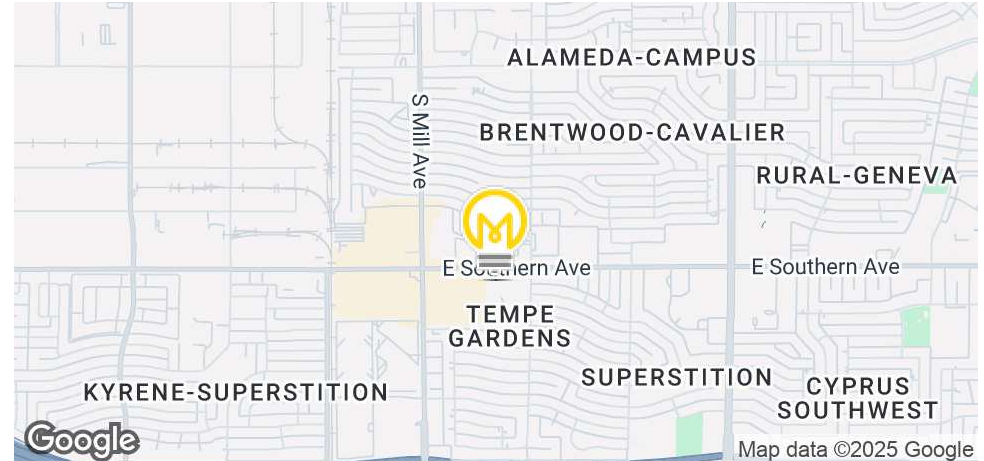 ALAMEDA-CAMPUS
S Mill Ave
BRENTWOOD-CAVALIER
RURAL-GENEVA
E Southern Ave
E Southern Ave
TEMPE
GARDENS
SUPERSTITION
KYRENE-SUPERSTITION
CYPRUS
SOUTHWEST
Google
Map data ©2025 Google